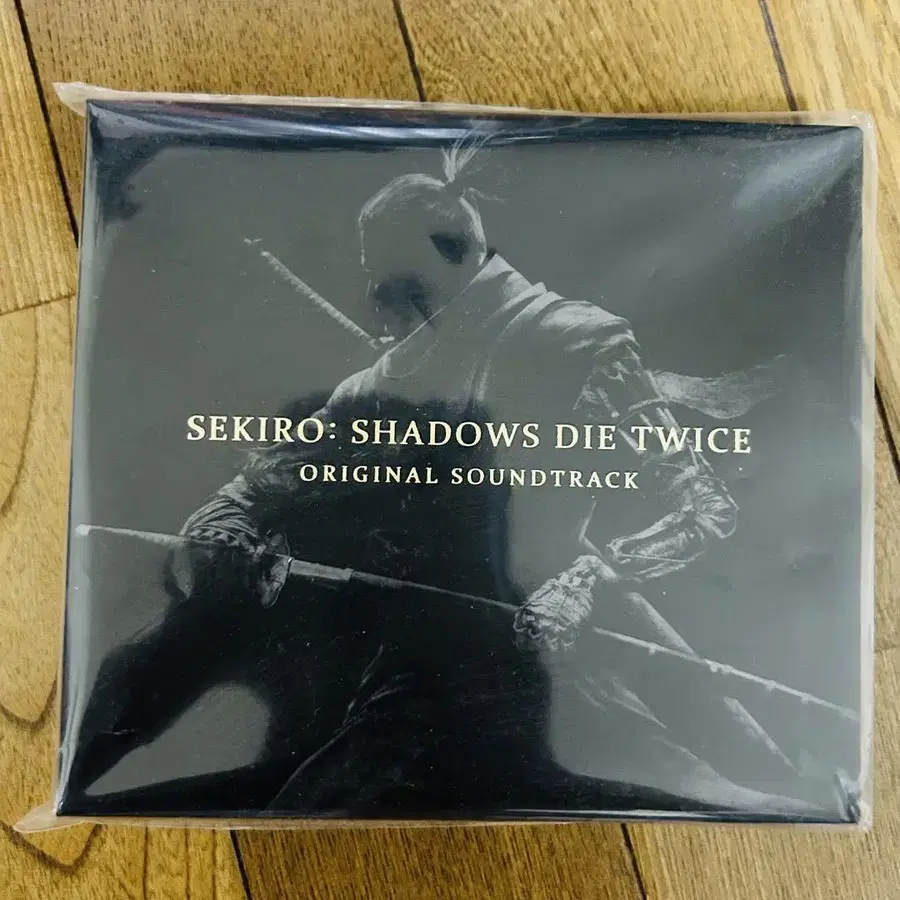 SEKIRO: SHADOWS DIE TWICE
ORIGINAL SOUNDTRACK